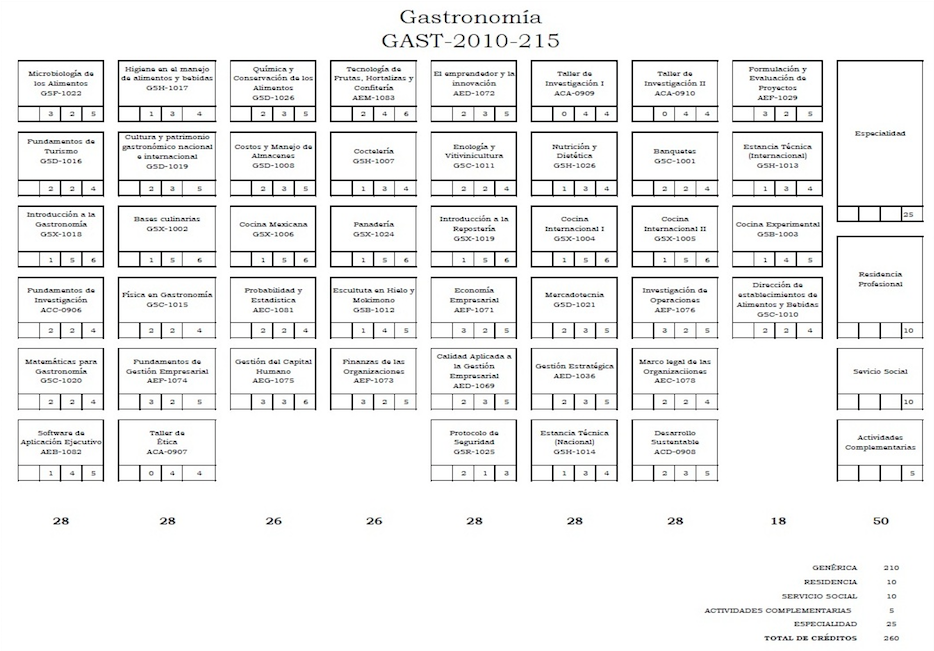 Gastronomía
GAST-2010-215
Microbiología de
los Alimentos
GSF-1022
3 2 5
Fundamentos de
Turismo
GSD-1016
2 2 4
Introducción a la
Gastronomía
GSX-1018
1 5 6
Fundamentos de
Investigación
ACC-0906
2 2 4
Matemáticas para
Gastronomía
GSC-1020
2 2 4
Software de
Aplicación Ejecutivo
AEB-1082
1 4 5
28
Higiene en el manejo
de alimentos y bebidas
GSH-1017
1 3 4
Cultura y patrimonio
gastronómico nacional
e internacional
GSD-1019
2 3 5
Bases culinarias
GSX-1002
1 5 6
Física en Gastronomía
GSC-1015
2 2 4
Fundamentos de
Gestión Empresarial
AEF-1074
3 2 5
Taller de
Ética
ACA-0907
0 4 4
28
Química y
Conservación de los
Alimentos
GSD-1026
2 3 5
Costos y Manejo de
Almacenes
GSD-1008
2 3 5
Cocina Mexicana
GSX-1006
1 5 6
Probabilidad y
Estadistica
AEC-1081
2 2 4
Gestión del Capital
Humano
AEG-1075
3 3 6
26
Tecnología de
Frutas, Hortalizas y
Confitería
AEM-1083
2 4 6
Coctelería
GSH-1007
1 3 4
Panadería
GSX-1024
1 5 6
Escultuta en Hielo y
Mokimono
GSB-1012
1 4 5
Finanzas de las
Organizaciones
AEF-1073
3 2 5
26
El emprendedor y la
innovación
AED-1072
2 3 5
Enología y
Vitivinicultura
GSC-1011
2 2 4
Introducción a la
Repostería
GSX-1019
1 5 6
Economía
Empresarial
AEF-1071
3 2 5
Calidad Aplicada a
la Gestión
Empresarial
AED-1069
2 3 5
Protocolo de
Seguridad
GSR-1025
2 1 3
28
Taller de
Investigación I
ACA-0909
0 4 4
Nutrición y
Dietética
GSH-1026
1 3 4
Cocina
Internacional I
GSX-1004
1 5 6
Mercadotecnia
GSD-1021
2 3 5
Gestión Estratégica
AED-1036
2 3 5
Estancia Técnica
(Nacional)
GSH-1014
1 3 4
28
Taller de
Investigación II
ACA-0910
0 4 4
Banquetes
GSC-1001
2 2 4
Cocina
Internacional II
GSX-1005
1 5 6
Investigación de
Operaciones
AEF-1076
3 2 5
Marco legal de las
Organizaciiones
AEC-1078
2 2 4
Desarrollo
Sustentable
ACD-0908
2 3 5
28
Formulación y
Evaluación de
Proyectos
AEF-1029
3 2 5
Estancia Técnica
(Internacional)
GSH-1013
1 3 4
Cocina Experimental
GSB-1003
1 4 5
Dirección de
establecimientos de
Alimentos y Bebidas
GSC-1010
2 2 4
18
Especialidad
25
Residencia
Profesional
10
Sevicio Social
10
Actividades
Complementarias
5
50
GENÉRICA 210
RESIDENCIA 10
SERVICIO SOCIAL 10
ACTIVIDADES COMPLEMENTARIAS 5
ESPECIALIDAD 25
TOTAL DE CRÉDITOS 260